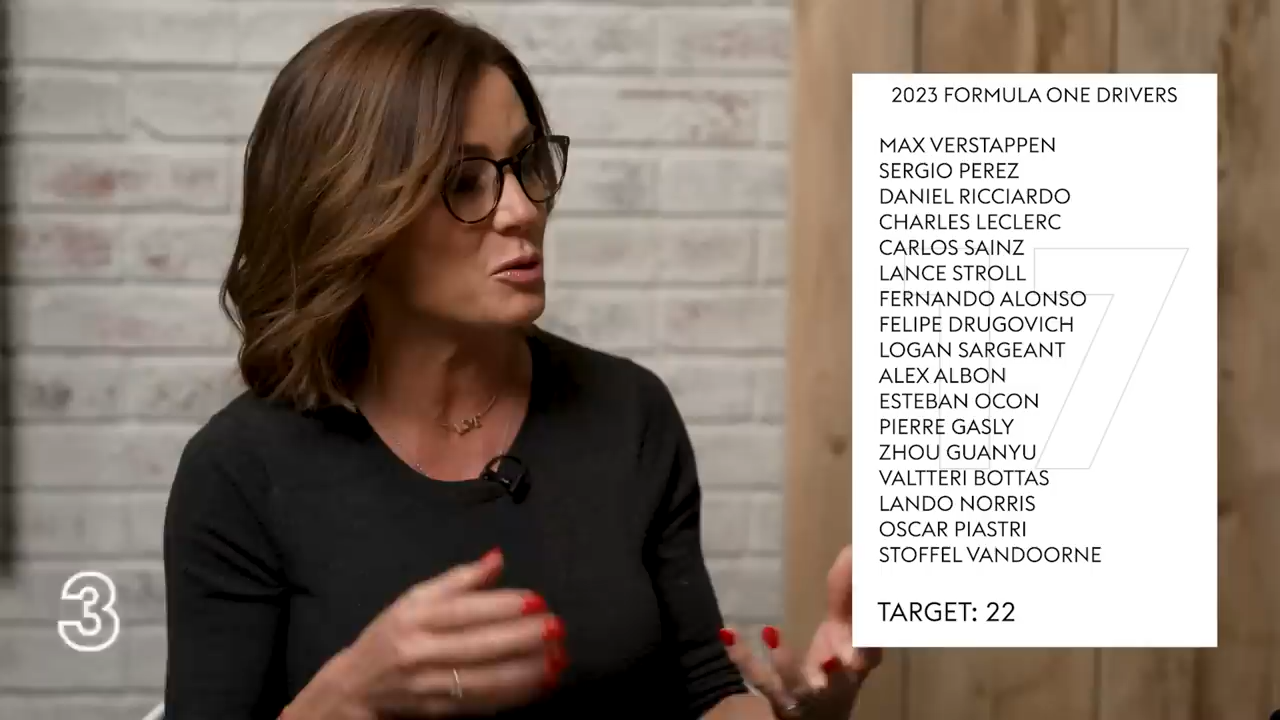 2023 FORMULA ONE DRIVERS
MAX VERSTAPPEN
SERGIO PEREZ
DANIEL RICCIARDO
CHARLES LECLERC
CARLOS SAINZ
LANCE STROLL
FERNANDO ALONSO
FELIPE DRUGOVICH
LOGAN SARGEANT
ALEX ALBON
ESTEBAN OCON
PIERRE GASLY
ZHOU GUANYU
VALTTERI BOTTAS
LANDO NORRIS
OSCAR PIASTRI
STOFFEL VANDOORNE
17
TARGET: 22
3